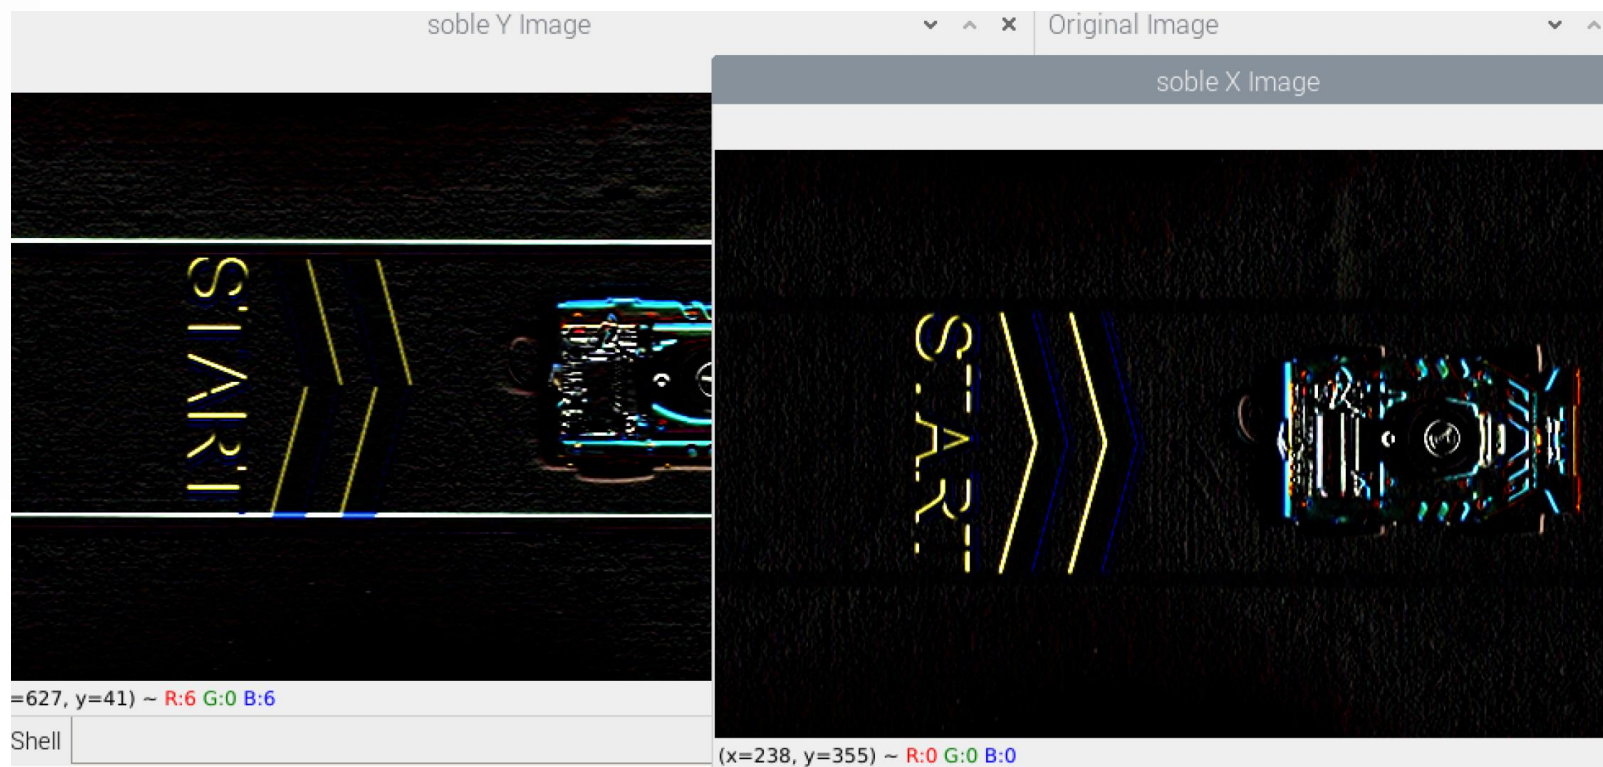 soble Y Image
Original Image
soble X Image
START
START
=627, y=41) ~ R:6 G:0 B:6
Shell
(x=238, y=355) ~ R:0 G:0 B:0